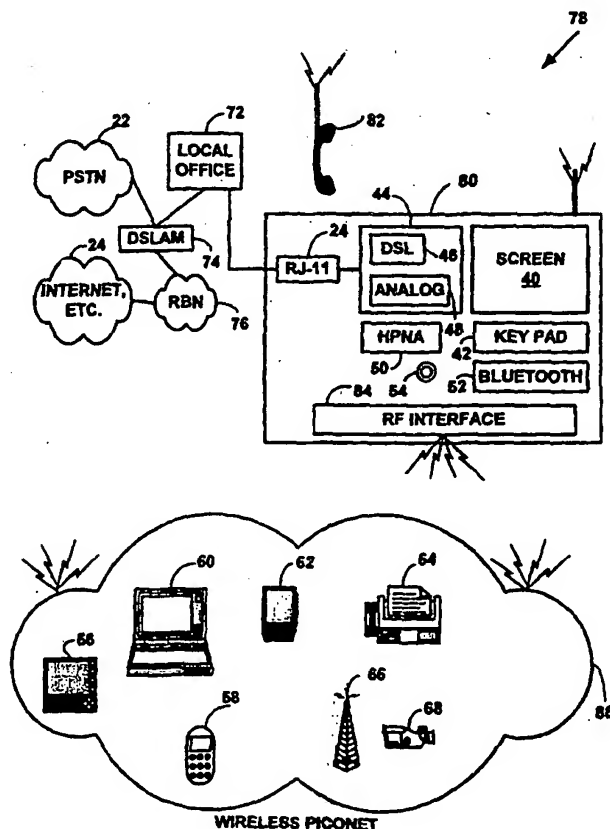 78
22
PSTN
72
LOCAL
OFFICE
82
DSLAM
74
24
INTERNET,
ETC.
RBN
76
44
80
24
RJ-11
DSL
46
ANALOG
48
SCREEN
40
HPNA
50
KEY PAD
42
54
52
BLUETOOTH
84
RF INTERFACE
60
62
64
56
58
66
68
WIRELESS PICONET